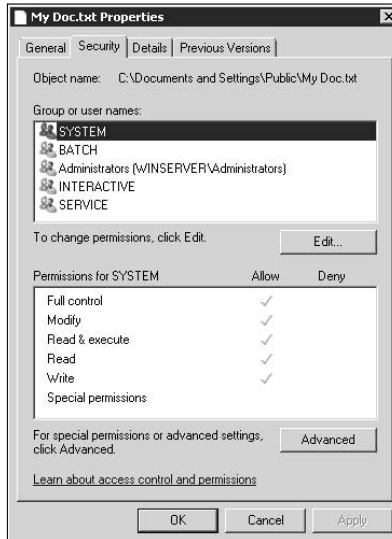 My Doc.txt Properties
General Security Details Previous Versions
Object name: C:\Documents and Settings\Public\My Doc.txt
Group or user names:
SYSTEM
BATCH
Administrators (WINSERVER\Administrators)
INTERACTIVE
SERVICE
To change permissions, click Edit.
Edit...
Permissions for SYSTEM Allow Deny
Full control
Modify
Read & execute
Read
Write
Special permissions
For special permissions or advanced settings,
click Advanced.
Advanced
Learn about access control and permissions
OK Cancel Apply